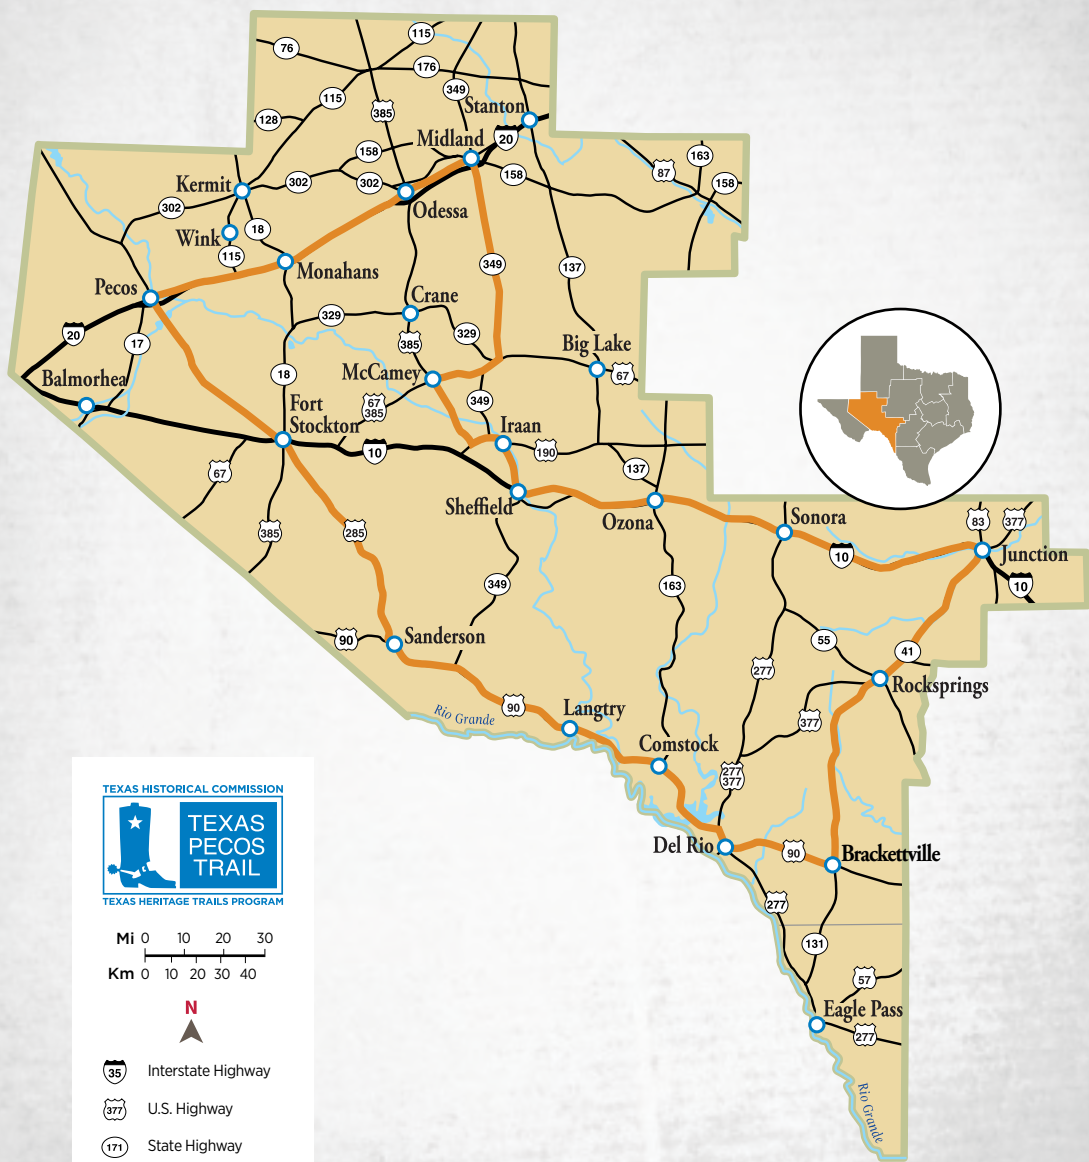 115
76
176
349
115
385
Stanton
128
Midland
20
158
163
87
158
302
302
158
Kermit
302
Odessa
18
Wink
115
Monahans
349
137
Pecos
Crane
329
329
20
17
385
Big Lake
67
McCamey
18
Balmorhea
67
385
349
Fort
Stockton
Iraan
10
190
137
67
Sheffield
Ozona
Sonora
83
377
Junction
385
285
10
10
349
163
90
Sanderson
55
41
277
Rocksprings
90
Langtry
377
Rio Grande
Comstock
277
377
Del Rio
90
Brackettville
277
131
57
Eagle Pass
277
Rio Grande
TEXAS HISTORICAL COMMISSION
TEXAS
PECOS
TRAIL
TEXAS HERITAGE TRAILS PROGRAM
Mi 0 10 20 30
Km 0 10 20 30 40
N
35 Interstate Highway
377 U.S. Highway
171 State Highway